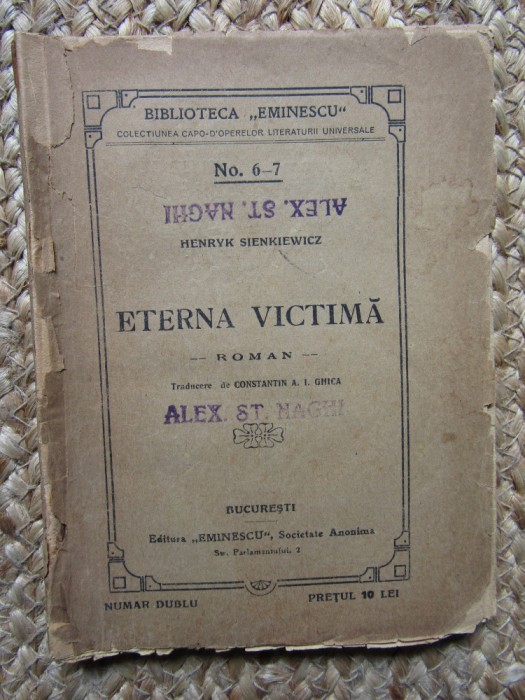 BIBLIOTECA „EMINESCU"
COLECȚIUNEA CAPO-D'OPERELOR LITERATURII UNIVERSALE
No. 6–7
ALEX. ST. NAGHI
HENRYK SIENKIEWICZ
ETERNA VICTIMĂ
— ROMAN —
Traducere de CONSTANTIN A. I. GHICA
ALEX. ST. NAGHI
BUCUREȘTI
Editura „EMINESCU", Societate Anonima
Str. Parlamentului, 2
NUMAR DUBLU
PREȚUL 10 LEI